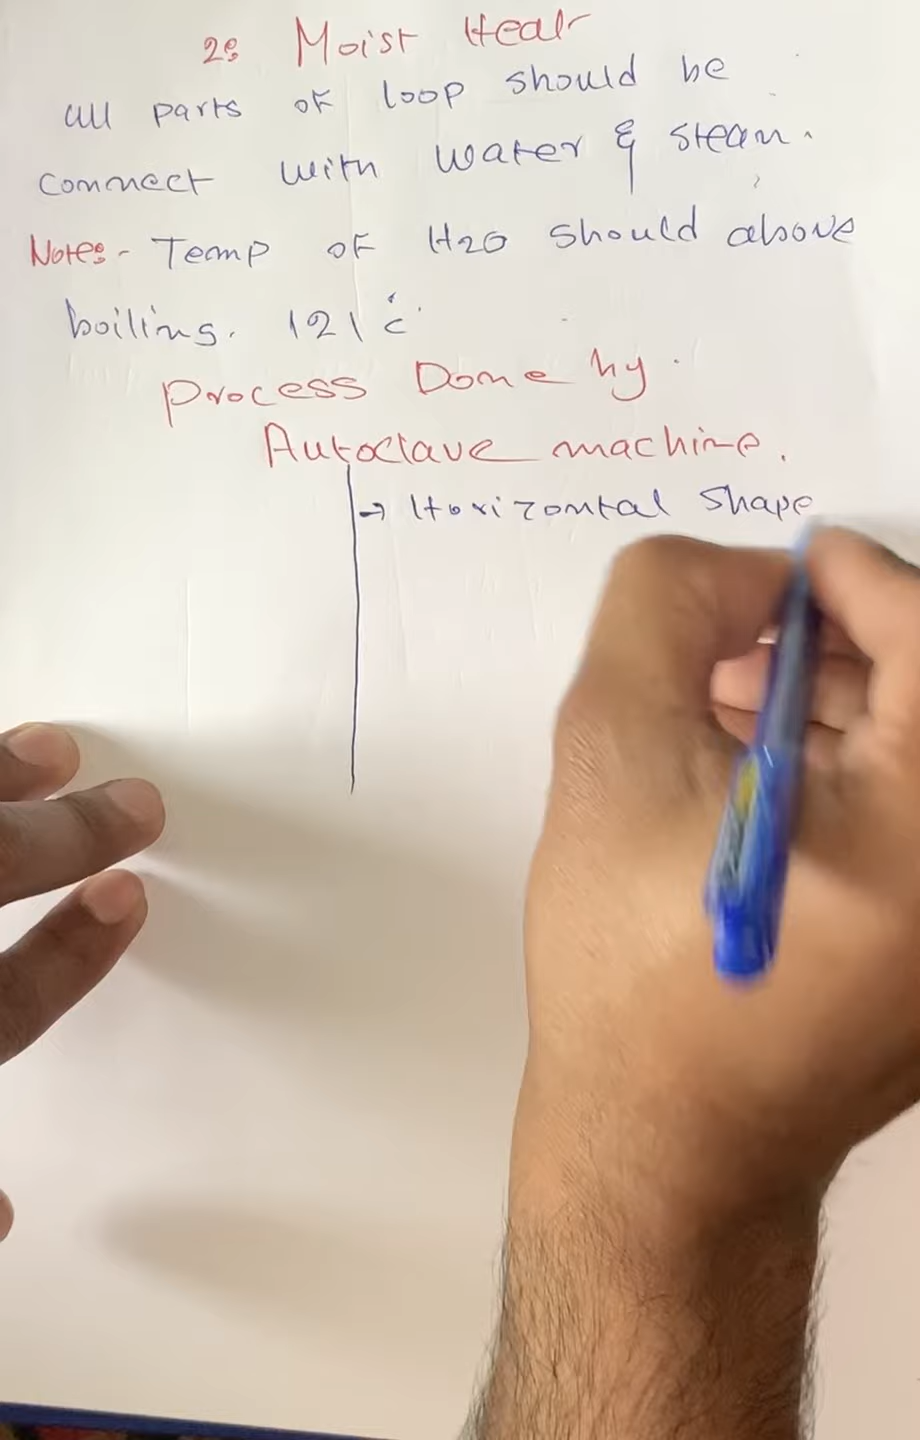 2: Moist Heat
all parts of loop should be
connect with water & steam.
Notes - Temp of H2O should above
boiling. 121 c
Process Done by.
Autoclave machine.
→ Horizontal Shape